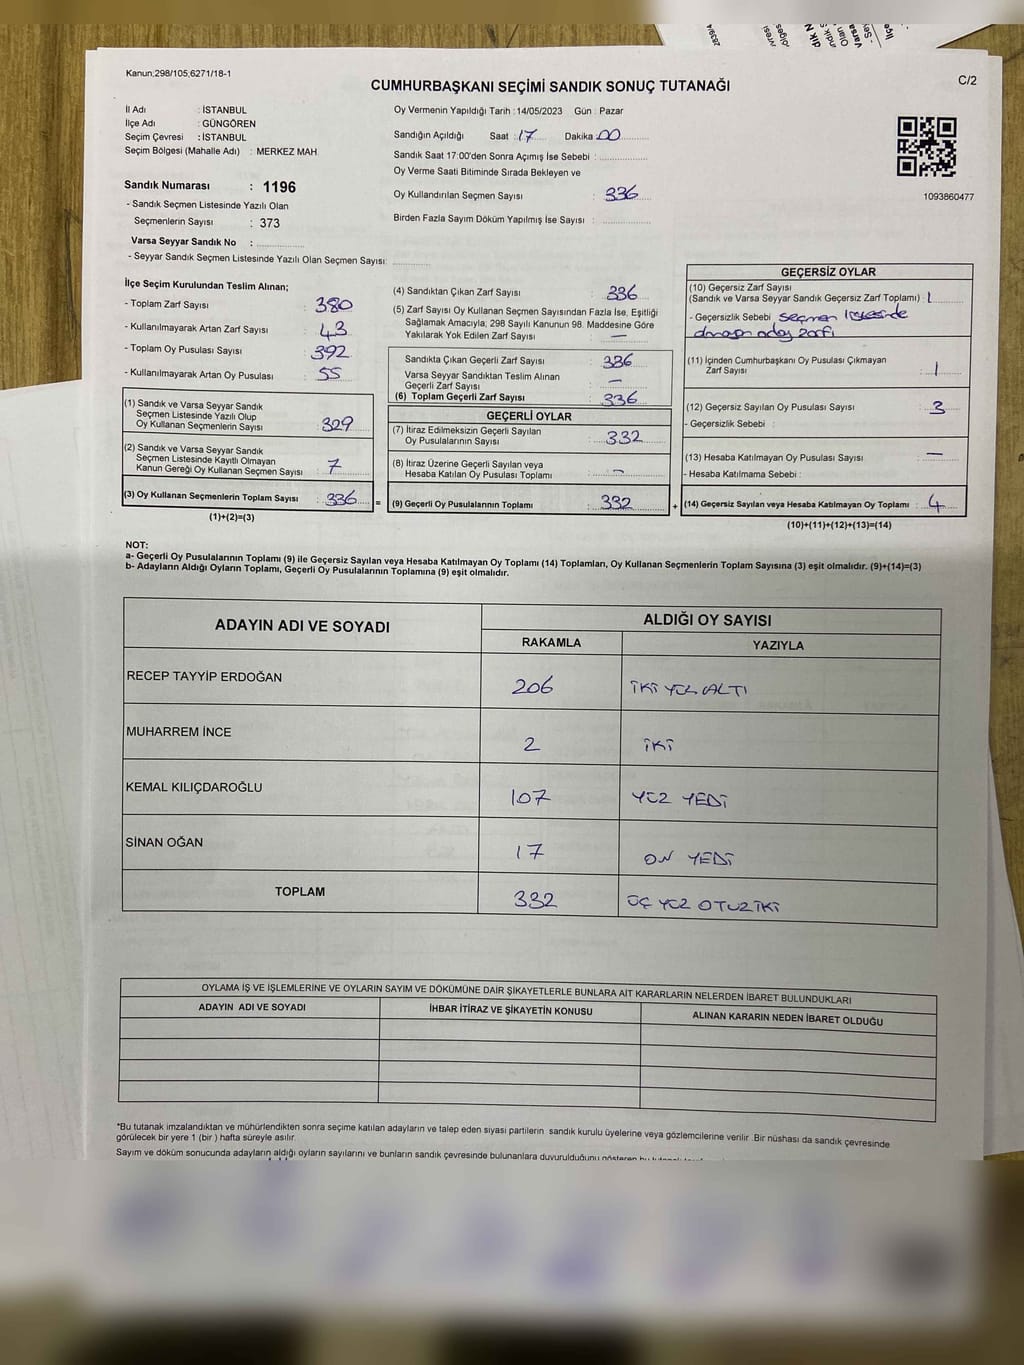 Kanun;298/105;6271/18-1
CUMHURBAŞKANI SEÇİMİ SANDIK SONUÇ TUTANAĞI
C/2
İl Adı : İSTANBUL
İlçe Adı : GÜNGÖREN
Seçim Çevresi : İSTANBUL
Seçim Bölgesi (Mahalle Adı) : MERKEZ MAH.
Sandık Numarası : 1196
- Sandık Seçmen Listesinde Yazılı Olan
Seçmenlerin Sayısı : 373
Varsa Seyyar Sandık No :
- Seyyar Sandık Seçmen Listesinde Yazılı Olan Seçmen Sayısı:
Oy Vermenin Yapıldığı Tarih : 14/05/2023 Gün : Pazar
Sandığın Açıldığı Saat : 17 Dakika 00
Sandık Saat 17:00'den Sonra Açımış İse Sebebi :
Oy Verme Saati Bitiminde Sırada Bekleyen ve
Oy Kullandırılan Seçmen Sayısı : 336
Birden Fazla Sayım Döküm Yapılmış İse Sayısı :
1093860477
İlçe Seçim Kurulundan Teslim Alınan;
- Toplam Zarf Sayısı : 380
- Kullanılmayarak Artan Zarf Sayısı : 43
- Toplam Oy Pusulası Sayısı : 392
- Kullanılmayarak Artan Oy Pusulası : 55
(1) Sandık ve Varsa Seyyar Sandık
Seçmen Listesinde Yazılı Olup
Oy Kullanan Seçmenlerin Sayısı : 329
(2) Sandık ve Varsa Seyyar Sandık
Seçmen Listesinde Kayıtlı Olmayan
Kanun Gereği Oy Kullanan Seçmen Sayısı : 7
(3) Oy Kullanan Seçmenlerin Toplam Sayısı : 336 =
(1)+(2)=(3)
(4) Sandıktan Çıkan Zarf Sayısı : 336
(5) Zarf Sayısı Oy Kullanan Seçmen Sayısından Fazla İse, Eşitliği
Sağlamak Amacıyla; 298 Sayılı Kanunun 98. Maddesine Göre
Yakılarak Yok Edilen Zarf Sayısı : —
Sandıkta Çıkan Geçerli Zarf Sayısı : 336
Varsa Seyyar Sandıktan Teslim Alınan
Geçerli Zarf Sayısı : —
(6) Toplam Geçerli Zarf Sayısı : 336
GEÇERLİ OYLAR
(7) İtiraz Edilmeksizin Geçerli Sayılan
Oy Pusulalarının Sayısı : 332
(8) İtiraz Üzerine Geçerli Sayılan veya
Hesaba Katılan Oy Pusulası Toplamı : —
(9) Geçerli Oy Pusulalarının Toplamı : 332 +
GEÇERSİZ OYLAR
(10) Geçersiz Zarf Sayısı
(Sandık ve Varsa Seyyar Sandık Geçersiz Zarf Toplamı) : 1
- Geçersizlik Sebebi : seçmen
(11) İçinden Cumhurbaşkanı Oy Pusulası Çıkmayan
Zarf Sayısı : 1
(12) Geçersiz Sayılan Oy Pusulası Sayısı : 3
- Geçersizlik Sebebi :
(13) Hesaba Katılmayan Oy Pusulası Sayısı : —
- Hesaba Katılmama Sebebi :
(14) Geçersiz Sayılan veya Hesaba Katılmayan Oy Toplamı : 4
(10)+(11)+(12)+(13)=(14)
NOT:
a- Geçerli Oy Pusulalarının Toplamı (9) ile Geçersiz Sayılan veya Hesaba Katılmayan Oy Toplamı (14) Toplamları, Oy Kullanan Seçmenlerin Toplam Sayısına (3) eşit olmalıdır. (9)+(14)=(3)
b- Adayların Aldığı Oyların Toplamı, Geçerli Oy Pusulalarının Toplamına (9) eşit olmalıdır.
ADAYIN ADI VE SOYADI
ALDIĞI OY SAYISI
RAKAMLA YAZIYLA
RECEP TAYYİP ERDOĞAN 206 İKİ YÜZ ALTI
MUHARREM İNCE 2 İKİ
KEMAL KILIÇDAROĞLU 107 YÜZ YEDİ
SİNAN OĞAN 17 ON YEDİ
TOPLAM 332 ÜÇ YÜZ OTUZ İKİ
OYLAMA İŞ VE İŞLEMLERİNE VE OYLARIN SAYIM VE DÖKÜMÜNE DAİR ŞİKAYETLERLE BUNLARA AİT KARARLARIN NELERDEN İBARET BULUNDUKLARI
ADAYIN ADI VE SOYADI İHBAR İTİRAZ VE ŞİKAYETİN KONUSU ALINAN KARARIN NEDEN İBARET OLDUĞU
*Bu tutanak imzalandıktan ve mühürlendikten sonra seçime katılan adayların ve talep eden siyasi partilerin sandık kurulu üyelerine veya gözlemcilerine verilir .Bir nüshası da sandık çevresinde
görülecek bir yere 1 (bir ) hafta süreyle asılır.
Sayım ve döküm sonucunda adayların aldığı oyların sayılarını ve bunların sandık çevresinde bulunanlara duyurulduğunu gösteren bu